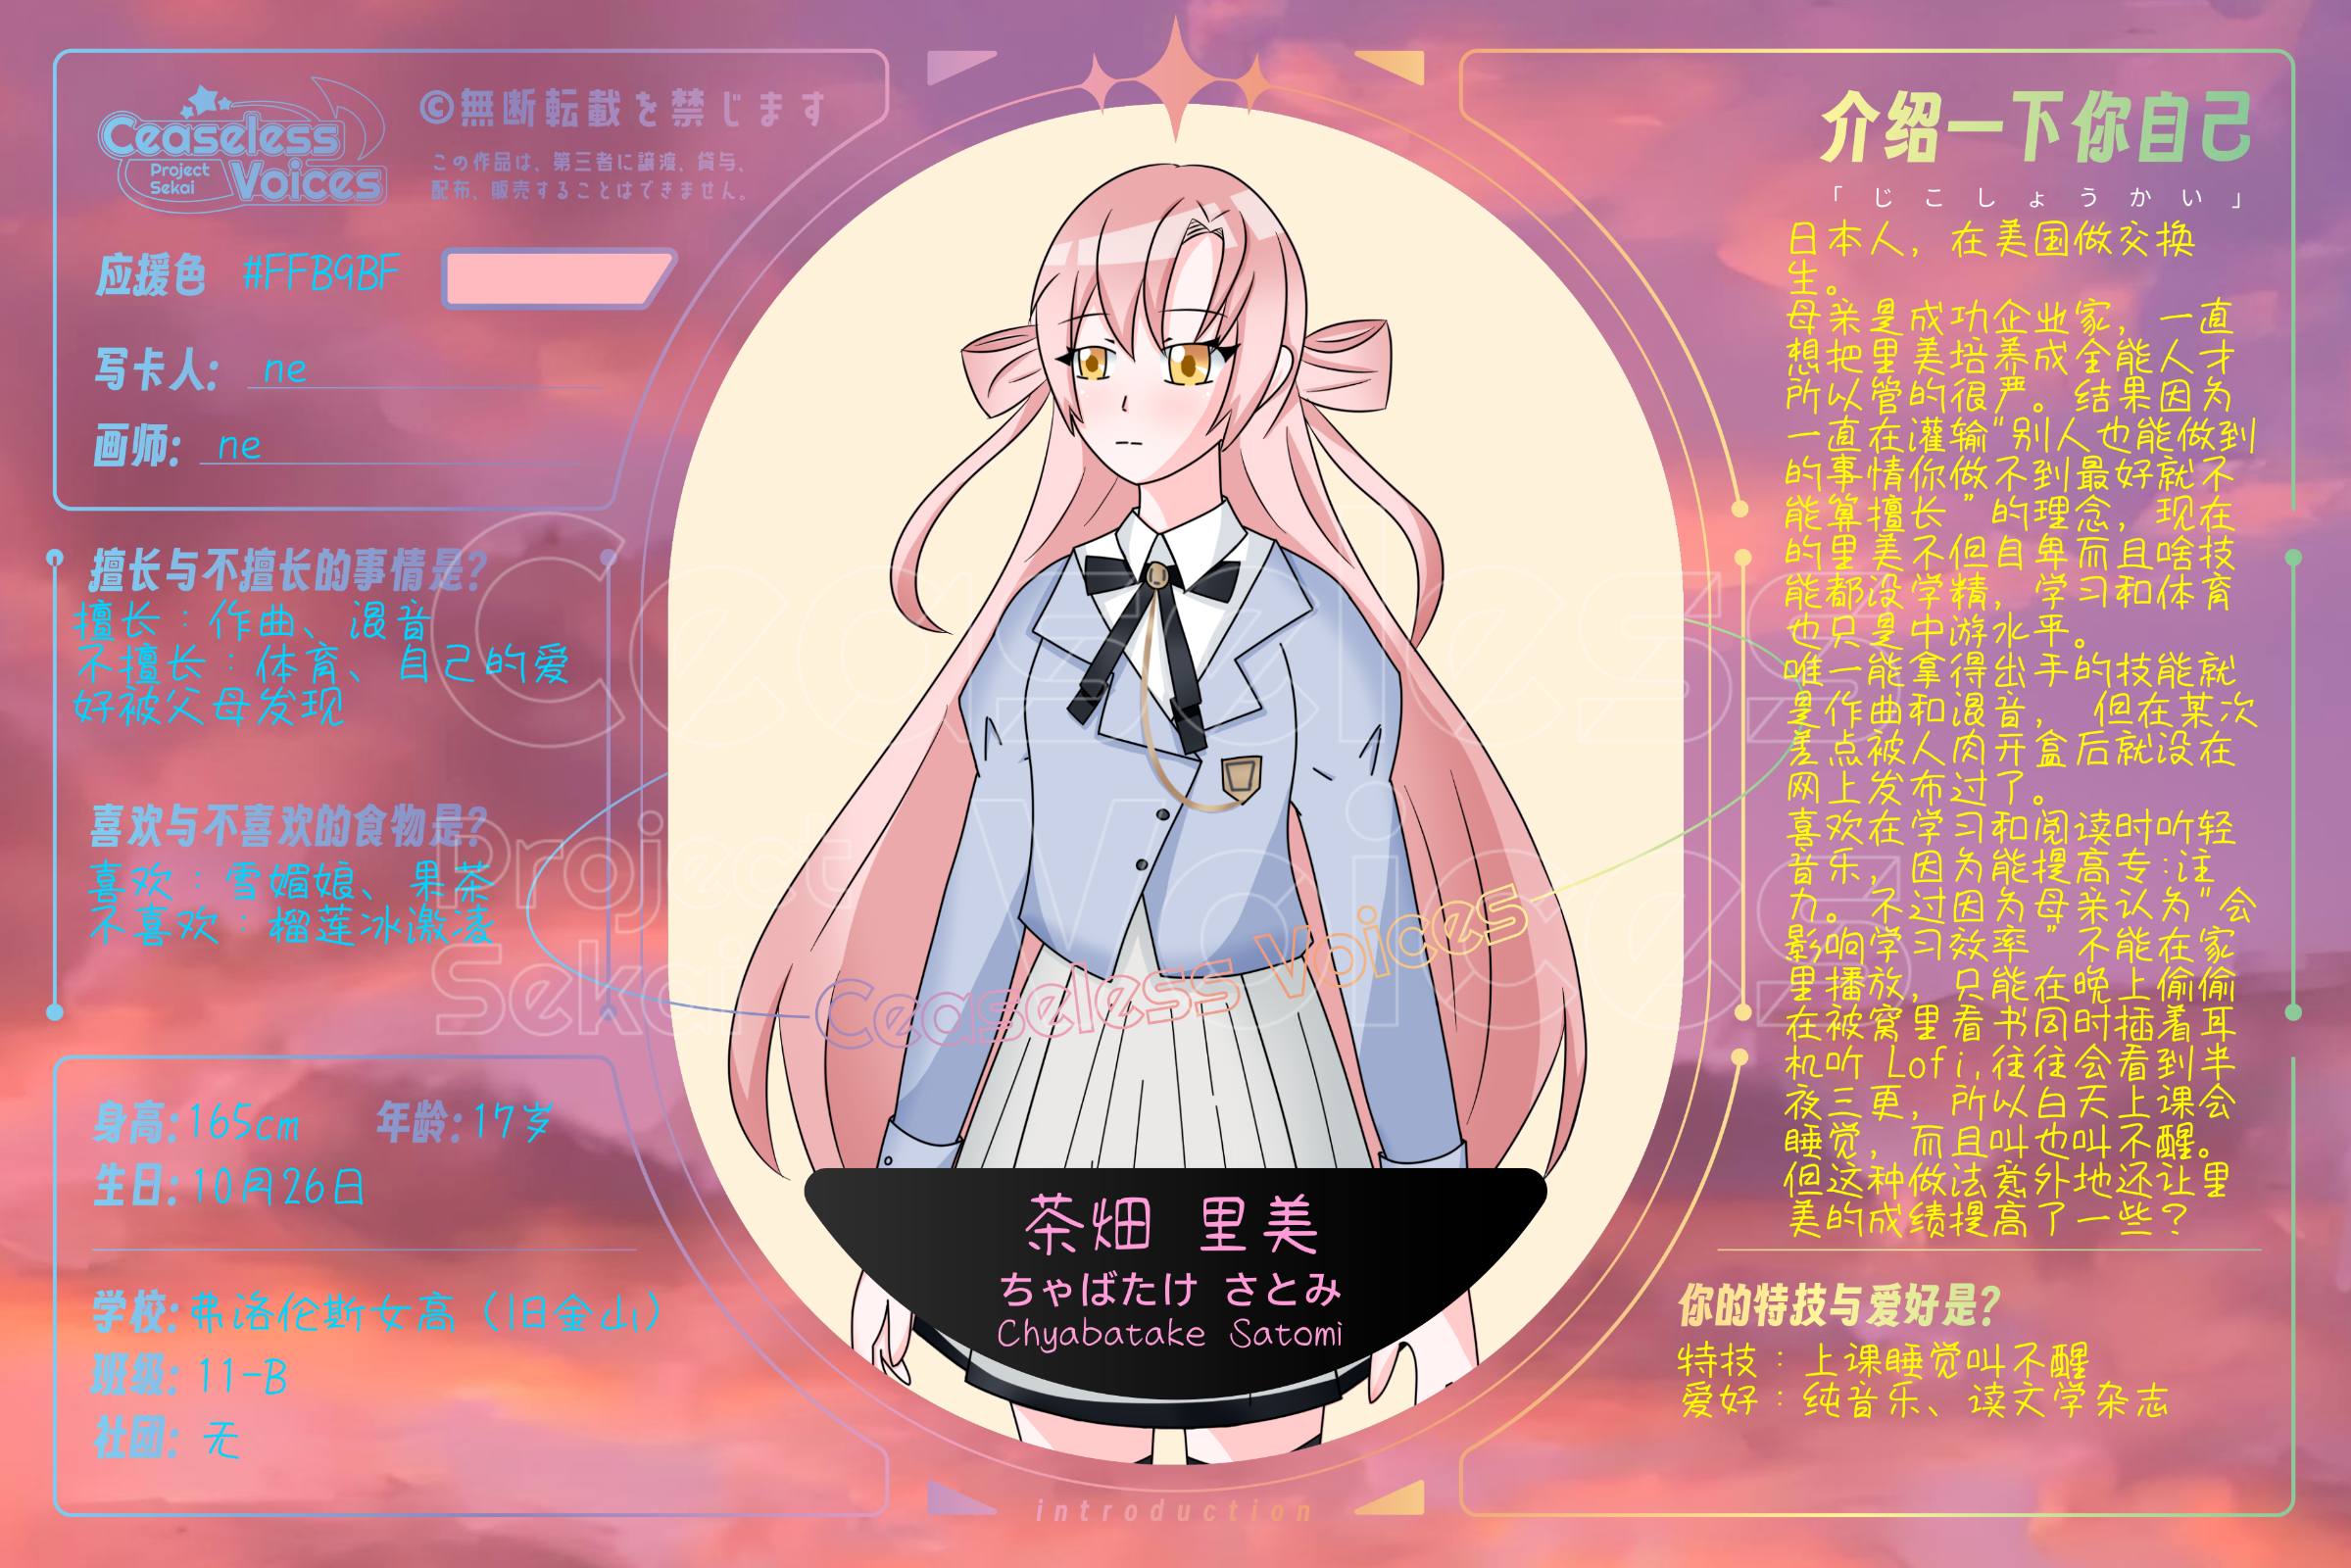 Ceaseless
Project
Sekai
Voices
©無断転載を禁じます
この作品は、第三者に譲渡、貸与、
配布、販売することはできません。
应援色 #FFB9BF
写卡人: ne
画师: ne
擅长与不擅长的事情是?
擅长:作曲、混音
不擅长:体育、自己的爱
好被父母发现
喜欢与不喜欢的食物是?
喜欢:雪媚娘、果茶
不喜欢:榴莲冰激凌
身高:165cm 年龄:17岁
生日:10月26日
学校:弗洛伦斯女高(旧金山)
班级:11-B
社团:无
Ceaseless
Project
Voices
Sekai
Ceaseless Voices
茶畑 里美
ちゃばたけ さとみ
Chyabatake Satomi
introduction
介绍一下你自己
「じこしょうかい」
日本人,在美国做交换
生。
母亲是成功企业家,一直
想把里美培养成全能人才
所以管的很严。结果因为
一直在灌输"别人也能做到
的事情你做不到最好就不
能算擅长"的理念,现在
的里美不但自卑而且啥技
能都没学精,学习和体育
也只是中游水平。
唯一能拿得出手的技能就
是作曲和混音, 但在某次
差点被人肉开盒后就没在
网上发布过了。
喜欢在学习和阅读时听轻
音乐,因为能提高专注
力。不过因为母亲认为"会
影响学习效率"不能在家
里播放,只能在晚上偷偷
在被窝里看书同时插着耳
机听 Lofi,往往会看到半
夜三更,所以白天上课会
睡觉,而且叫也叫不醒。
但这种做法意外地还让里
美的成绩提高了一些?
你的特技与爱好是?
特技:上课睡觉叫不醒
爱好:纯音乐、读文学杂志